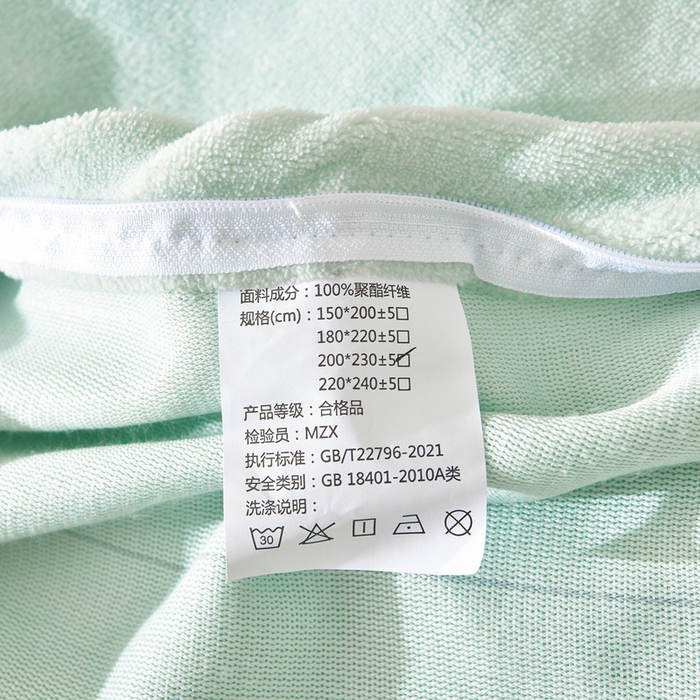 面料成分：100%聚酯纤维
规格(cm)：150*200±5□
180*220±5□
200*230±5☑
220*240±5□
产品等级：合格品
检验员：MZX
执行标准：GB/T22796-2021
安全类别：GB 18401-2010A类
洗涤说明：
30